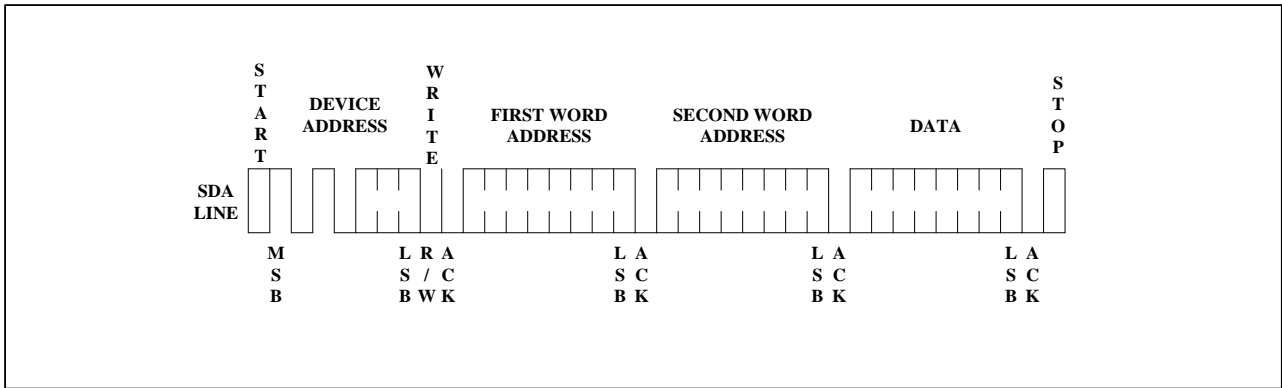 START
DEVICE
ADDRESS
WRITE
FIRST WORD
ADDRESS
SECOND WORD
ADDRESS
DATA
STOP
SDA
LINE
MSB
LSB
R/W
ACK
LSB
ACK
LSB
ACK
LSB
ACK